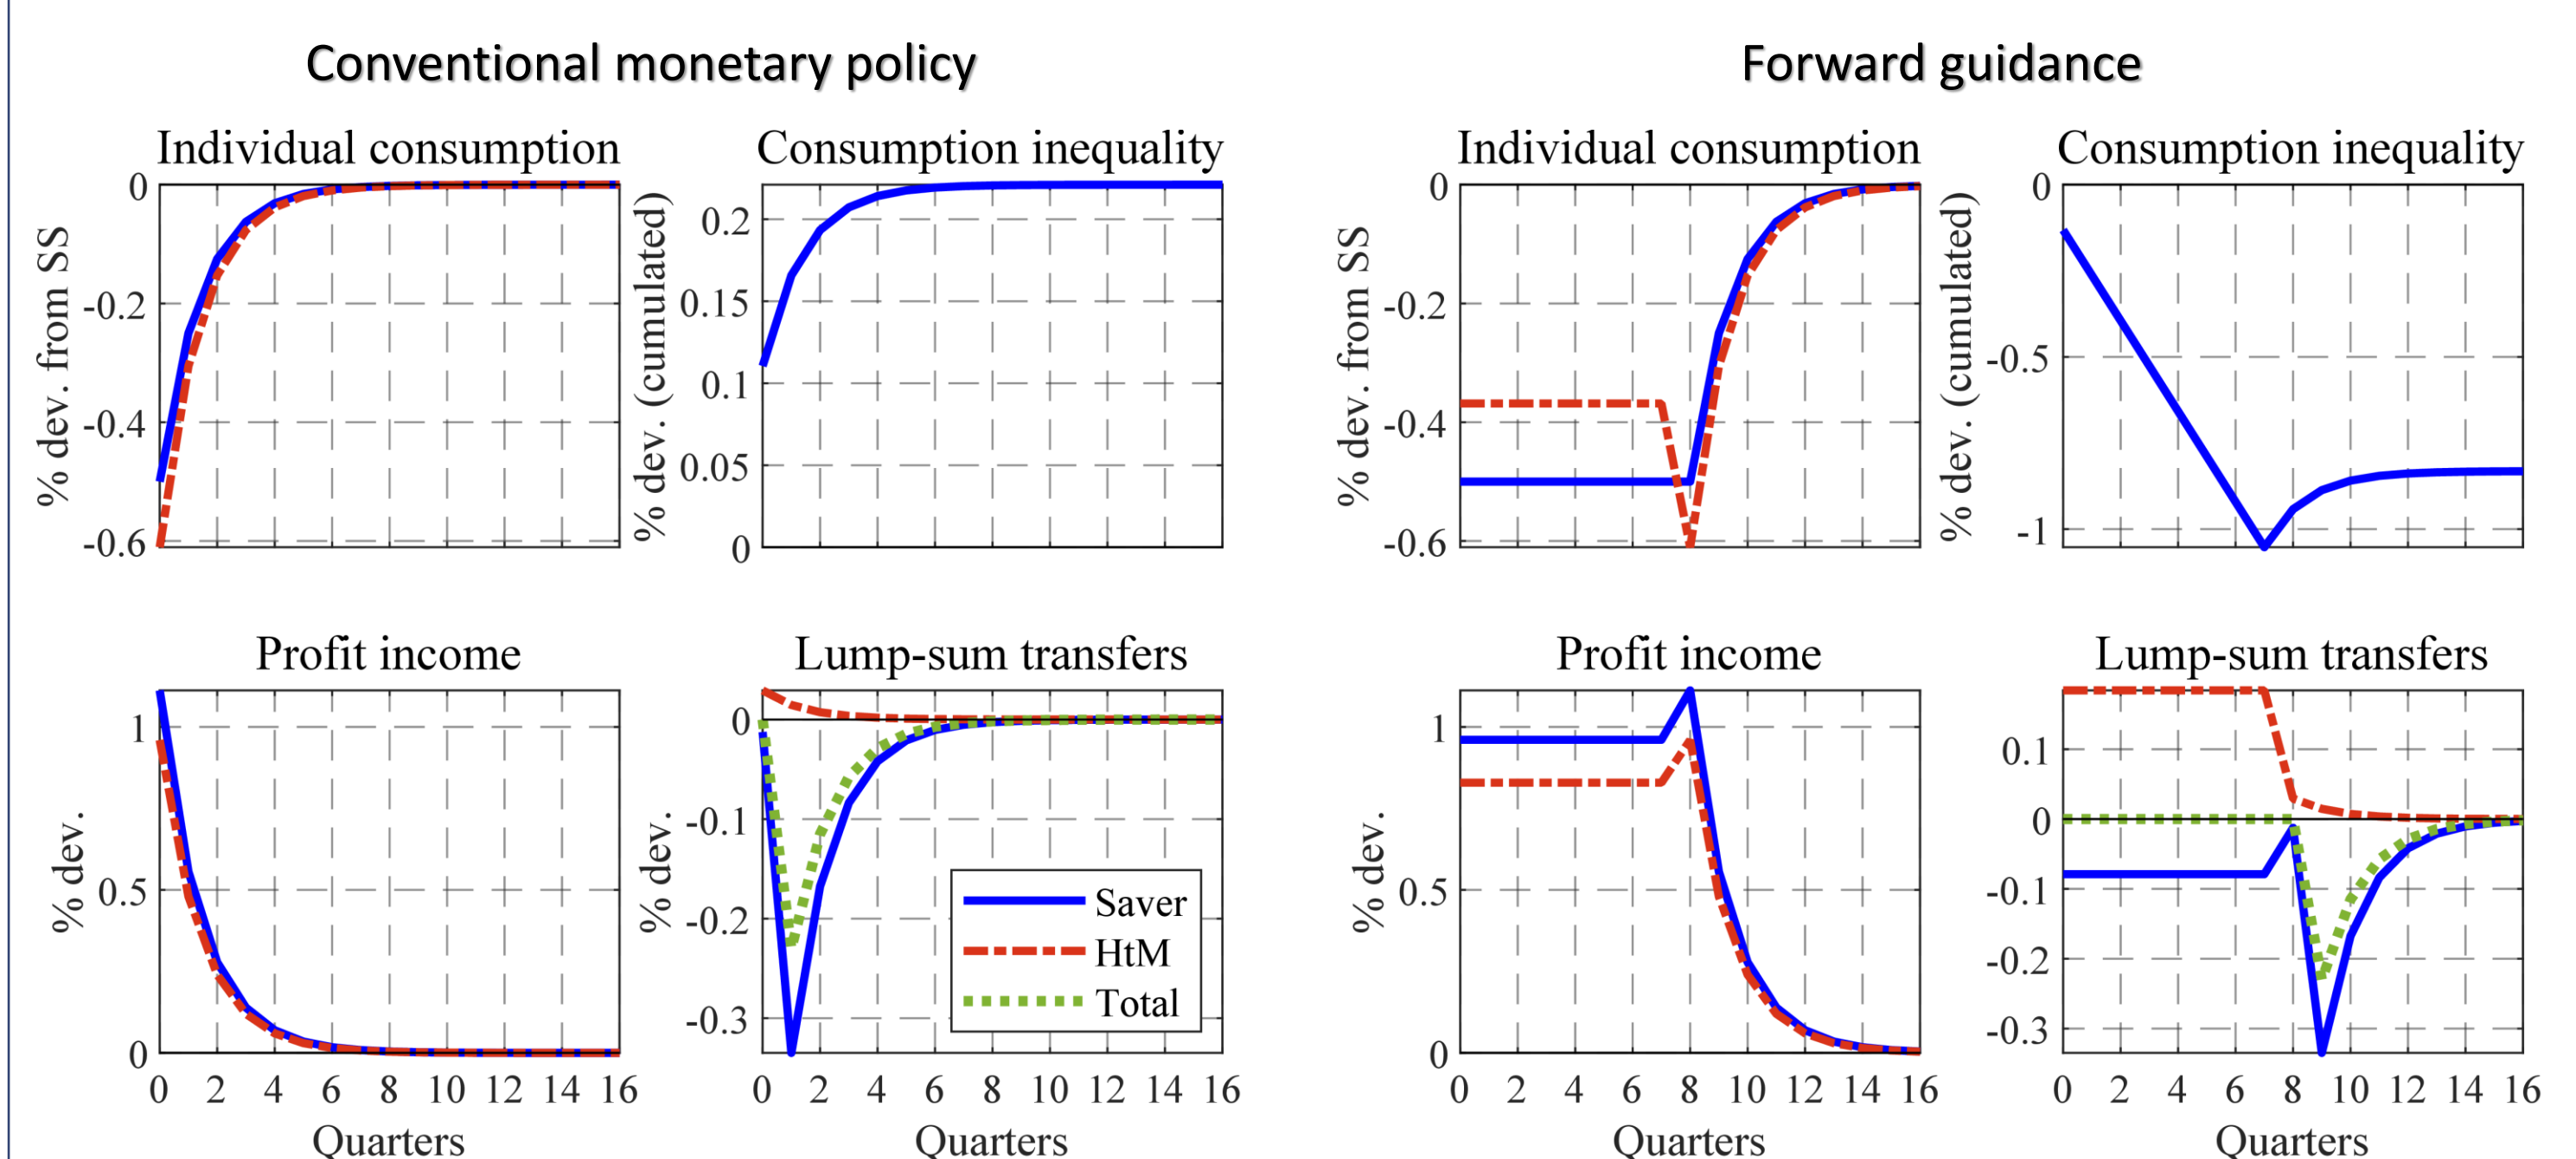 Conventional monetary policy
Forward guidance
Individual consumption
Consumption inequality
Individual consumption
Consumption inequality
% dev. from SS
0
-0.2
-0.4
-0.6
% dev. (cumulated)
0.2
0.15
0.1
0.05
0
% dev. from SS
0
-0.2
-0.4
-0.6
% dev. (cumulated)
0
-0.5
-1
Profit income
Lump-sum transfers
Profit income
Lump-sum transfers
% dev.
1
0.5
0
0 2 4 6 8 10 12 14 16
Quarters
% dev.
0
-0.1
-0.2
-0.3
Saver
HtM
Total
0 2 4 6 8 10 12 14 16
Quarters
% dev.
1
0.5
0
0 2 4 6 8 10 12 14 16
Quarters
0.1
0
-0.1
-0.2
-0.3
0 2 4 6 8 10 12 14 16
Quarters